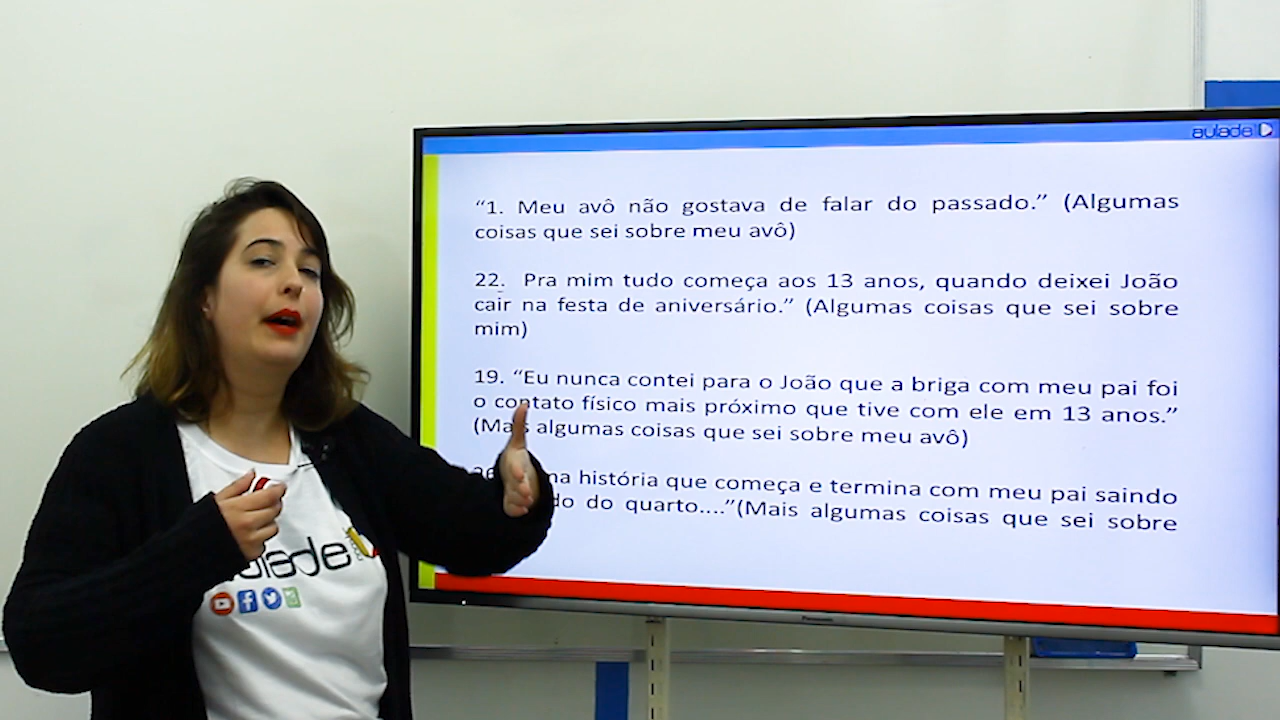 aulade
“1. Meu avô não gostava de falar do passado.” (Algumas
coisas que sei sobre meu avô)
22. Pra mim tudo começa aos 13 anos, quando deixei João
cair na festa de aniversário.” (Algumas coisas que sei sobre
mim)
19. “Eu nunca contei para o João que a briga com meu pai foi
o contato físico mais próximo que tive com ele em 13 anos.”
(Mais algumas coisas que sei sobre meu avô)
história que começa e termina com meu pai saindo
do quarto....”(Mais algumas coisas que sei sobre
Panasonic
aulade